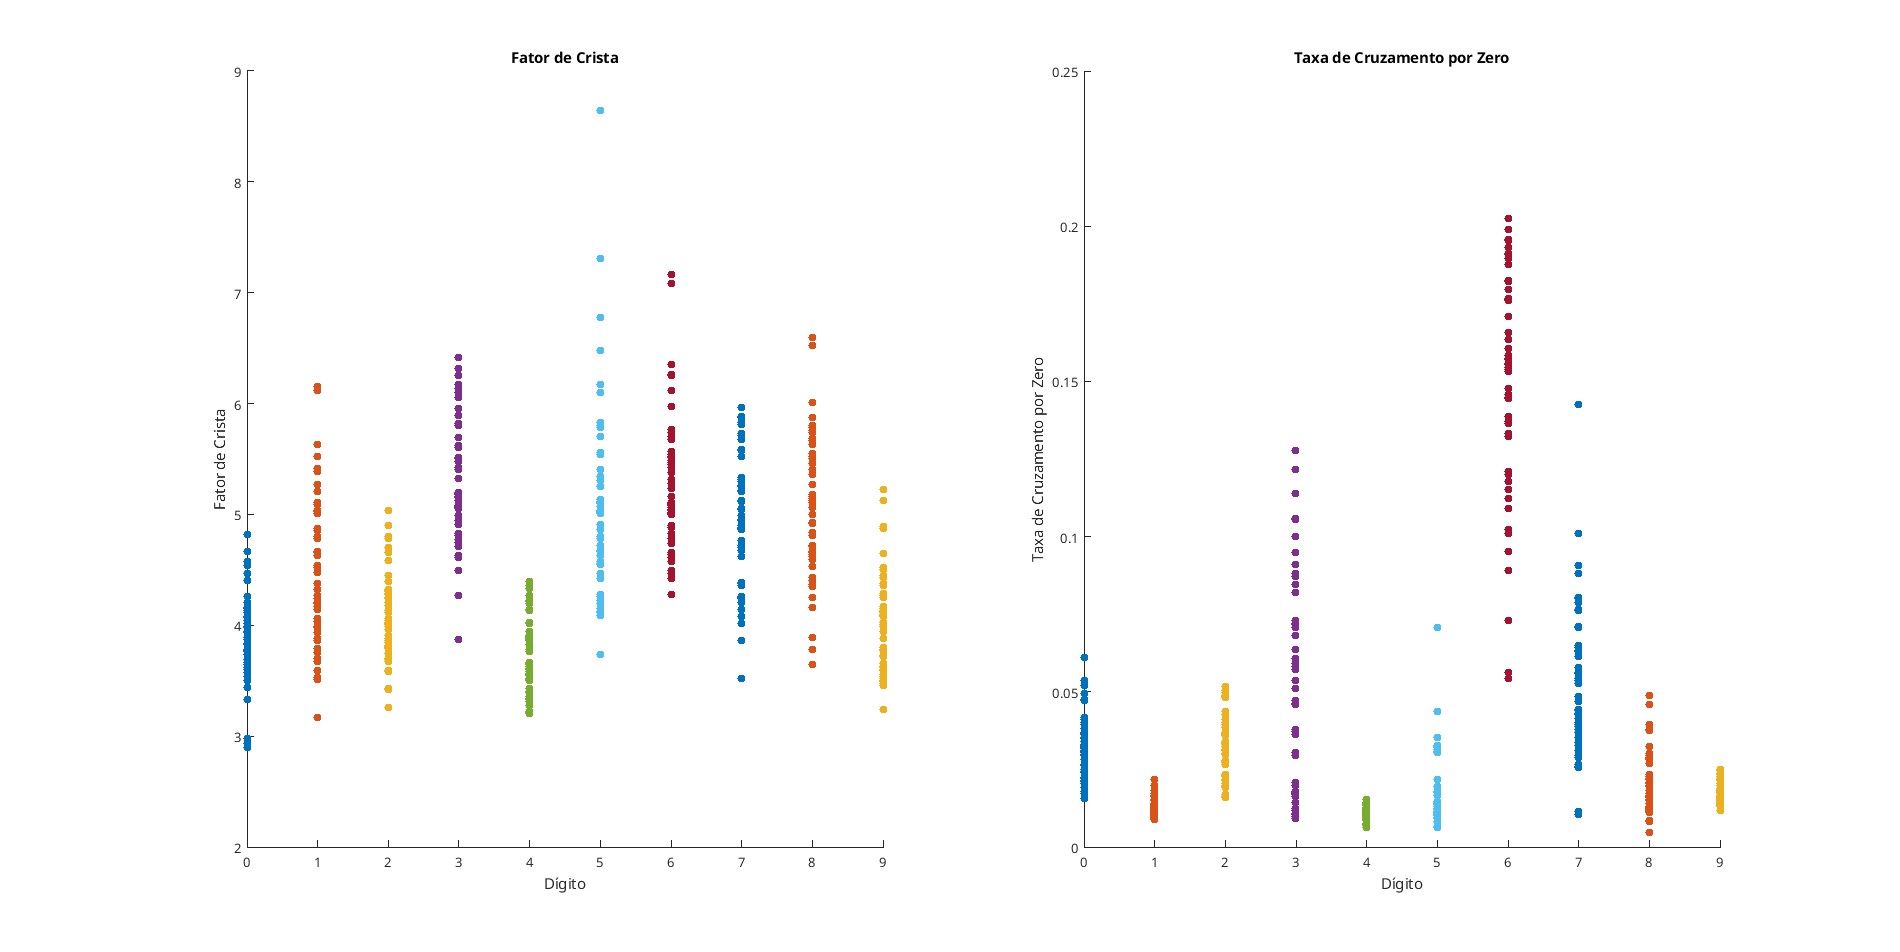 Fator de Crista
9
8
7
6
5
4
3
2
Fator de Crista
0 1 2 3 4 5 6 7 8 9
Dígito
Taxa de Cruzamento por Zero
0.25
0.2
0.15
0.1
0.05
0
Taxa de Cruzamento por Zero
0 1 2 3 4 5 6 7 8 9
Dígito